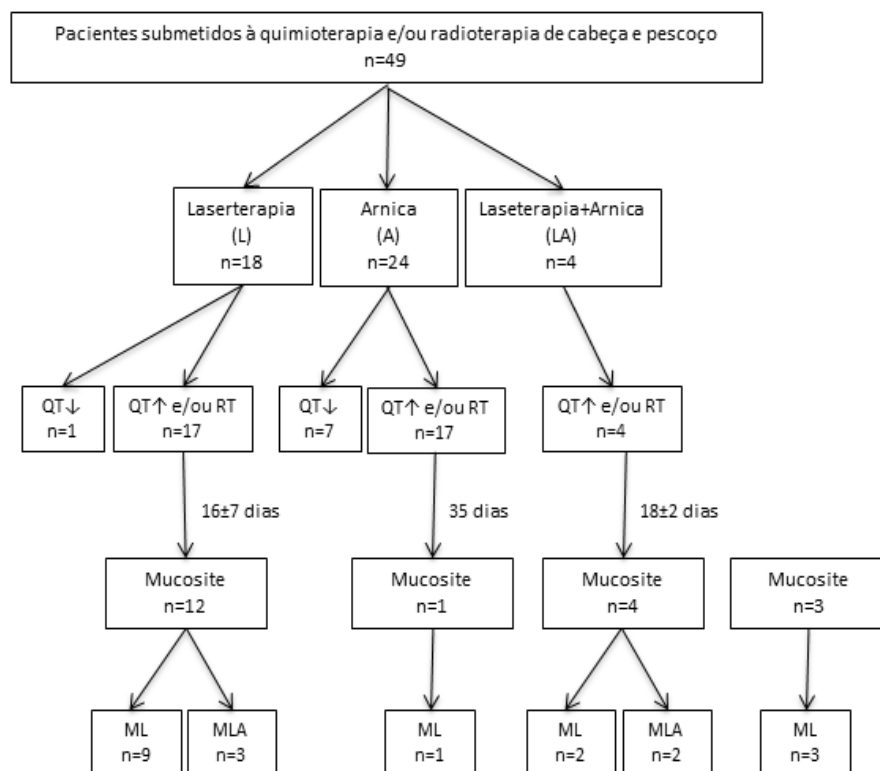 Pacientes submetidos à quimioterapia e/ou radioterapia de cabeça e pescoço
n=49
Laserterapia
(L)
n=18
Arnica
(A)
n=24
Laseterapia+Arnica
(LA)
n=4
QT↓
n=1
QT↑ e/ou RT
n=17
QT↓
n=7
QT↑ e/ou RT
n=17
QT↑ e/ou RT
n=4
16±7 dias
35 dias
18±2 dias
Mucosite
n=12
Mucosite
n=1
Mucosite
n=4
Mucosite
n=3
ML
n=9
MLA
n=3
ML
n=1
ML
n=2
MLA
n=2
ML
n=3